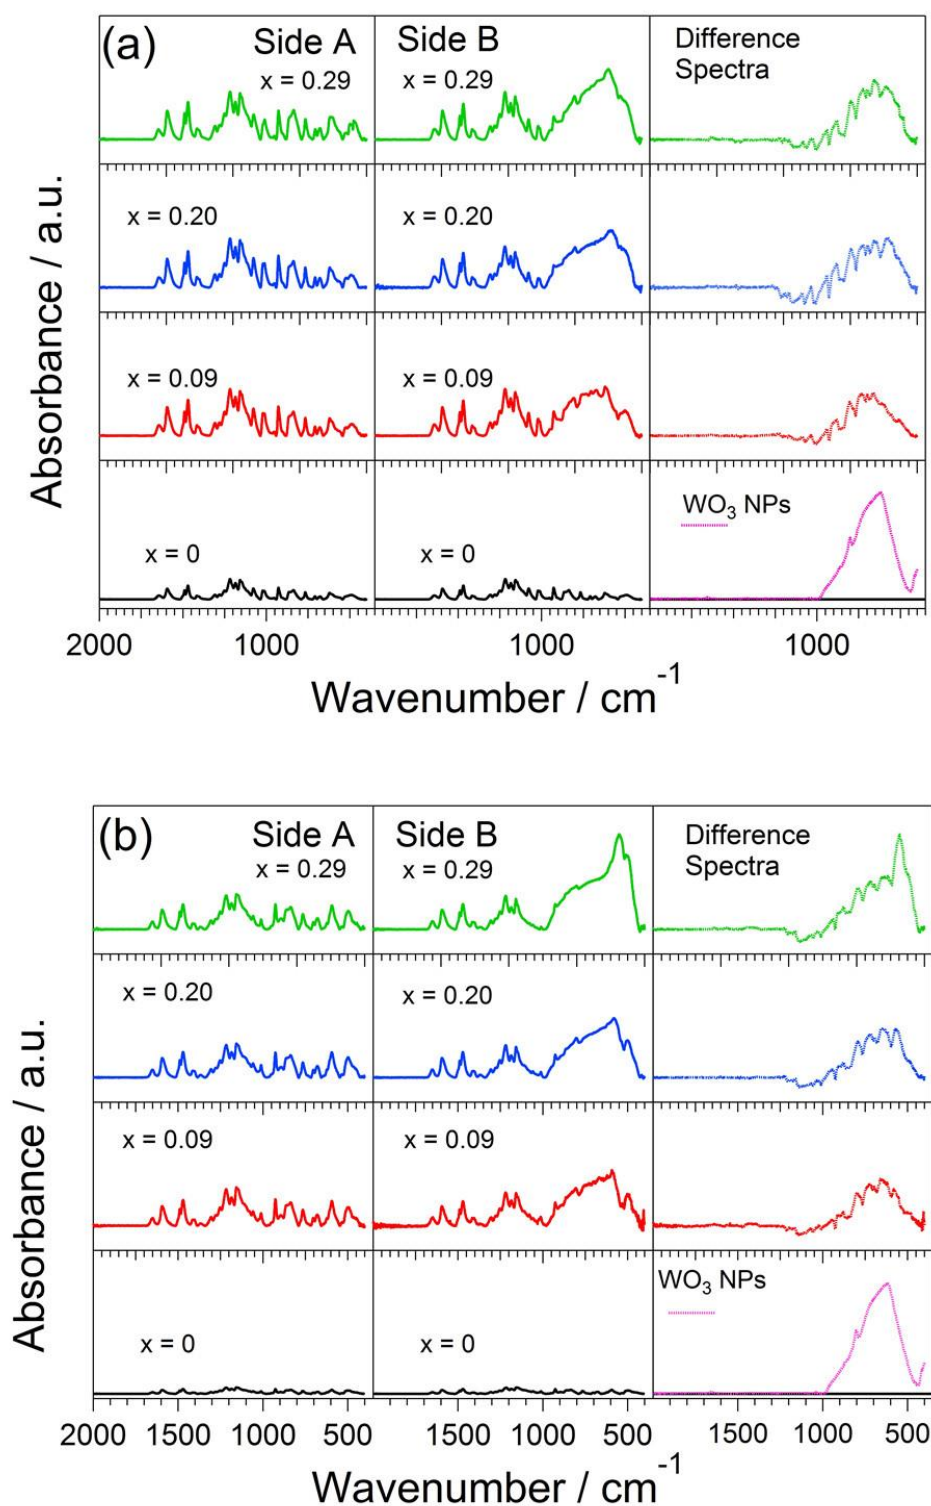 (a)
Side A
Side B
Difference
Spectra
x = 0.29
x = 0.29
x = 0.20
x = 0.20
x = 0.09
x = 0.09
x = 0
x = 0
WO₃ NPs
Absorbance / a.u.
2000
1000
1000
1000
Wavenumber / cm⁻¹
(b)
Side A
Side B
Difference
Spectra
x = 0.29
x = 0.29
x = 0.20
x = 0.20
x = 0.09
x = 0.09
x = 0
x = 0
WO₃ NPs
Absorbance / a.u.
2000
1500
1000
500
1500
1000
500
1500
1000
500
Wavenumber / cm⁻¹